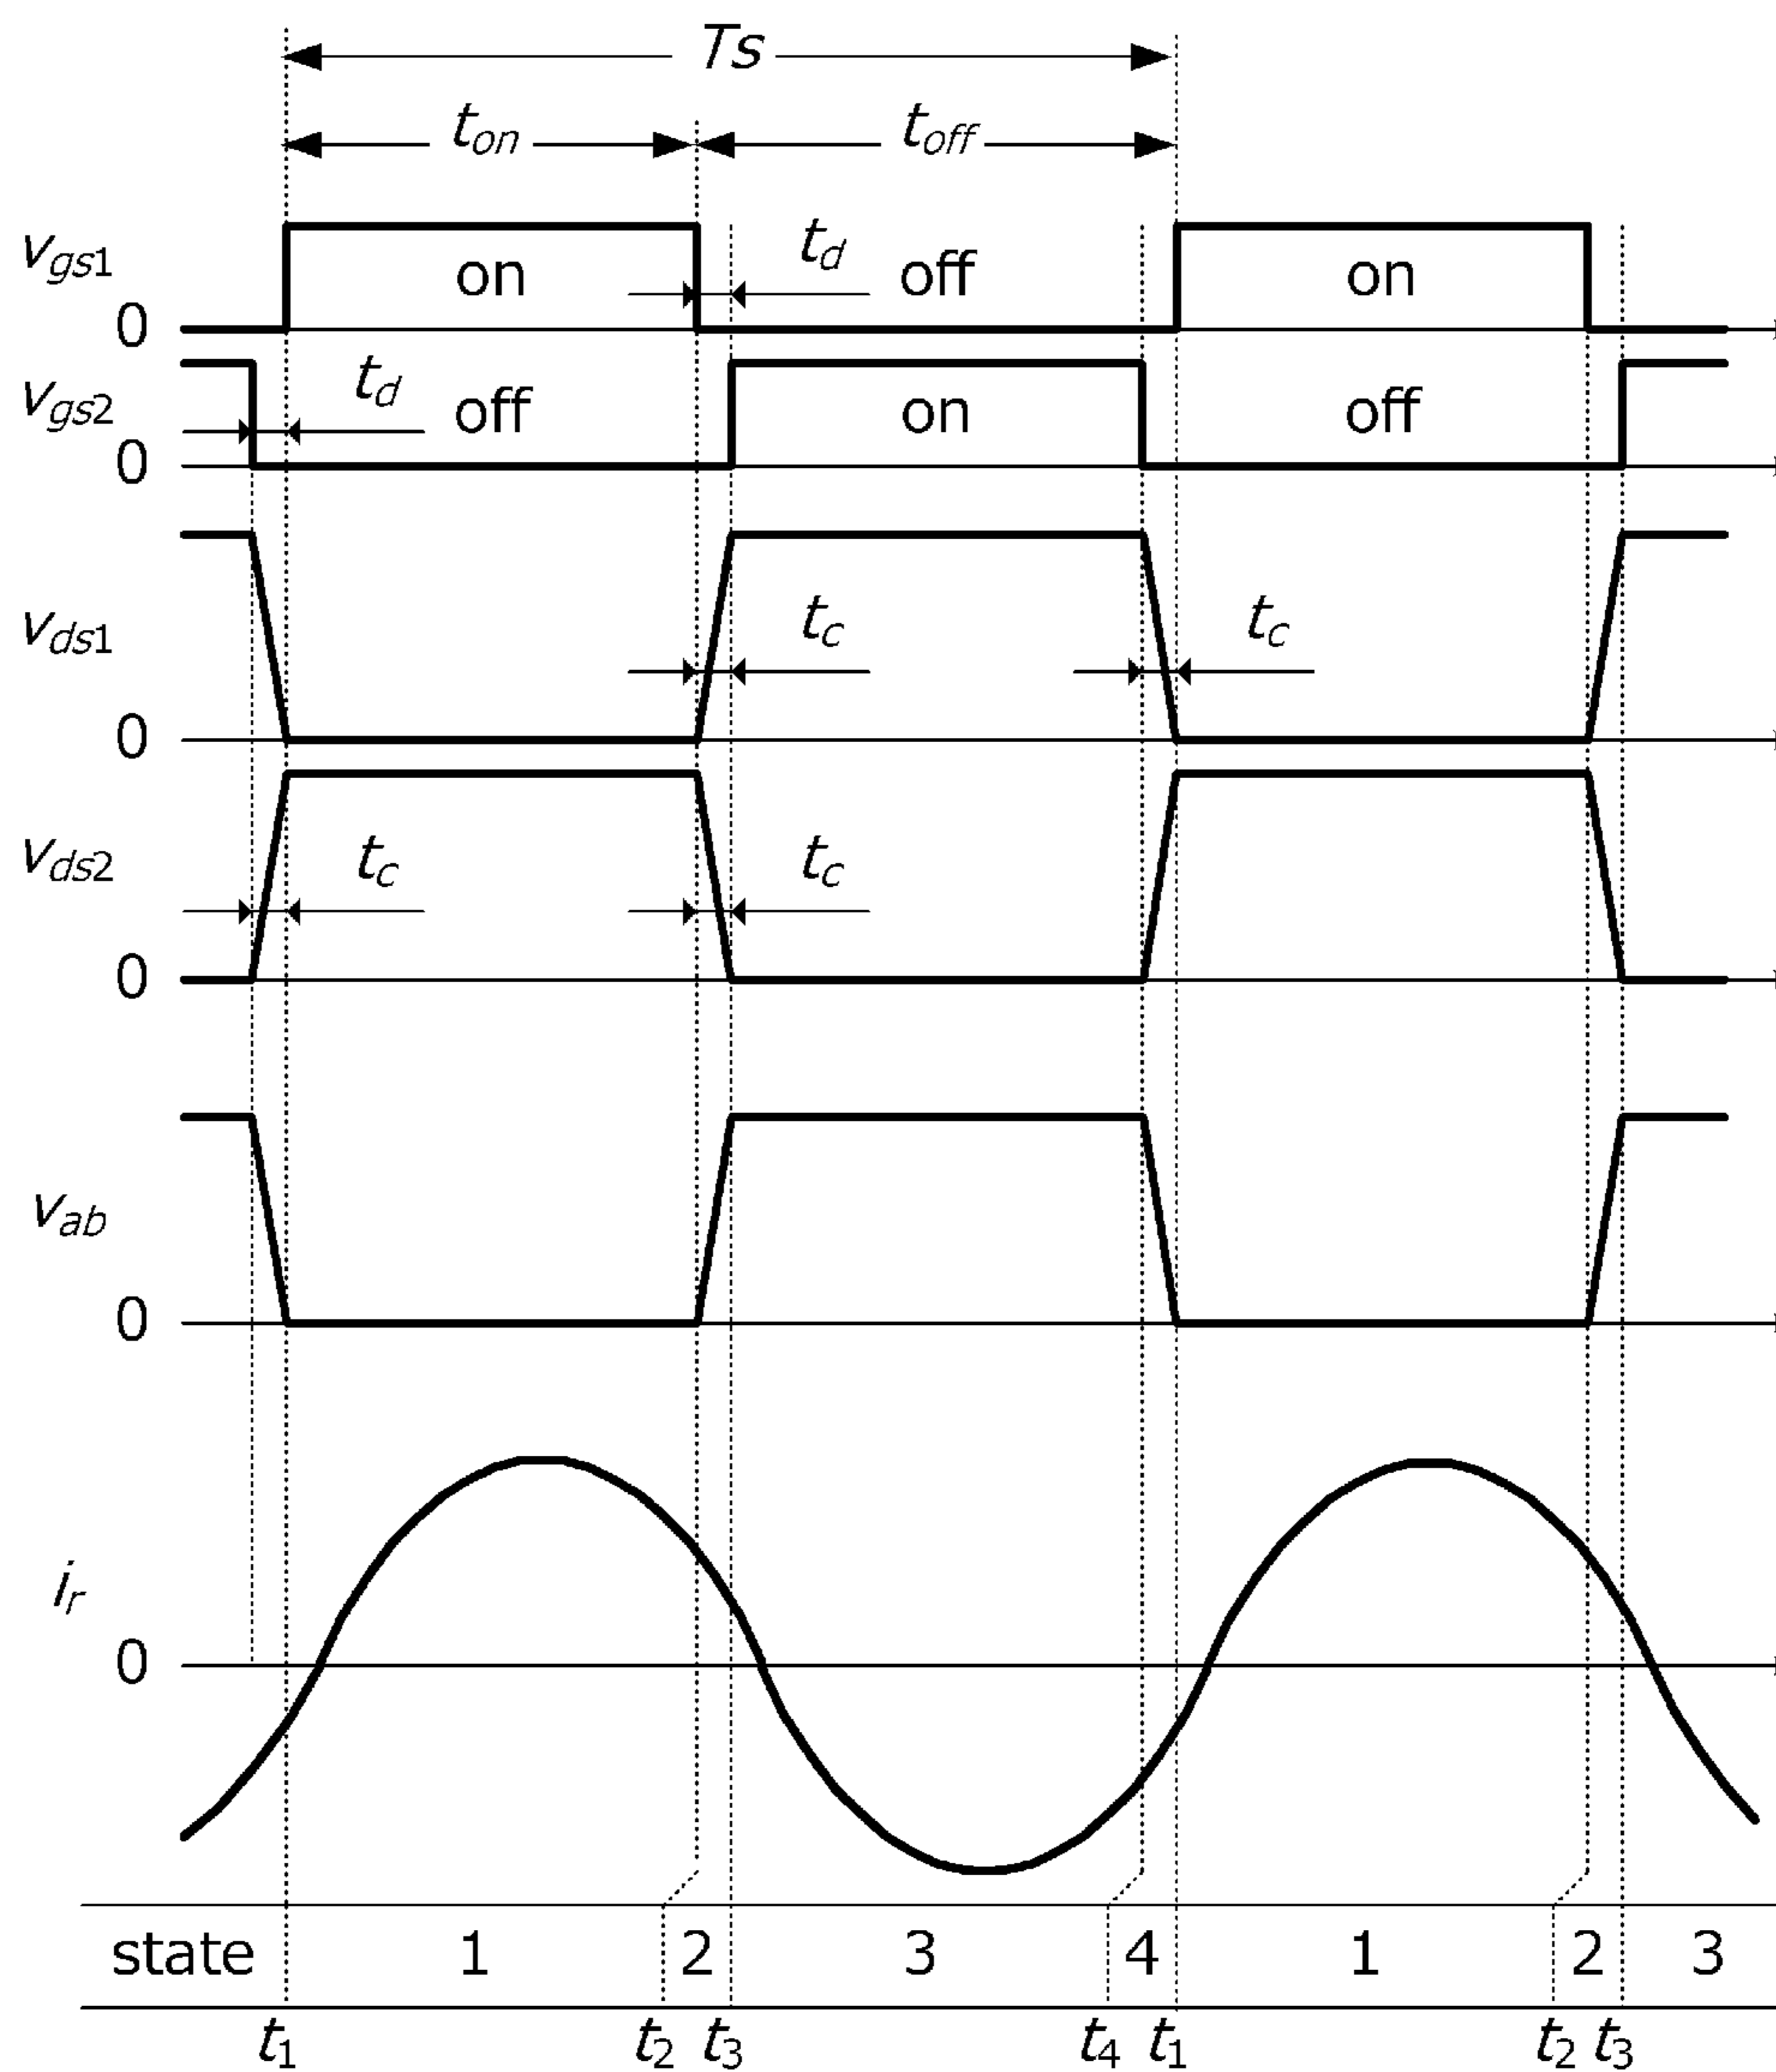 Ts
ton toff
vgs1 on td off on
0
vgs2 td off on off
0
vds1 tc tc
0
vds2 tc tc
0
vab
0
ir
0
state 1 2 3 4 1 2 3
t1 t2 t3 t4 t1 t2 t3